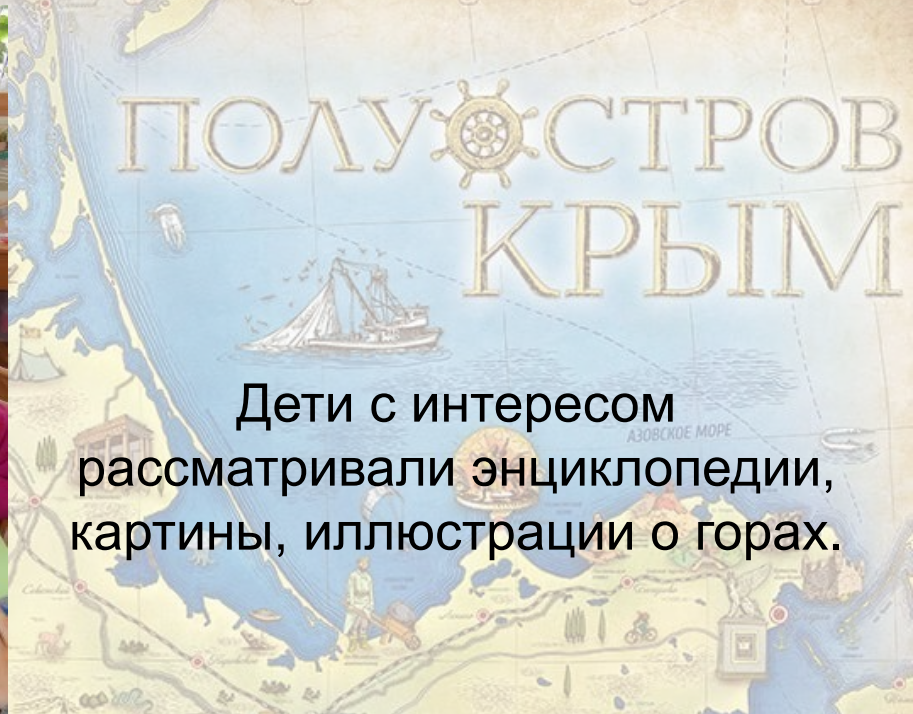 ПОЛУОСТРОВ
КРЫМ
Дети с интересом
АЗОВСКОЕ МОРЕ
рассматривали энциклопедии,
картины, иллюстрации о горах.